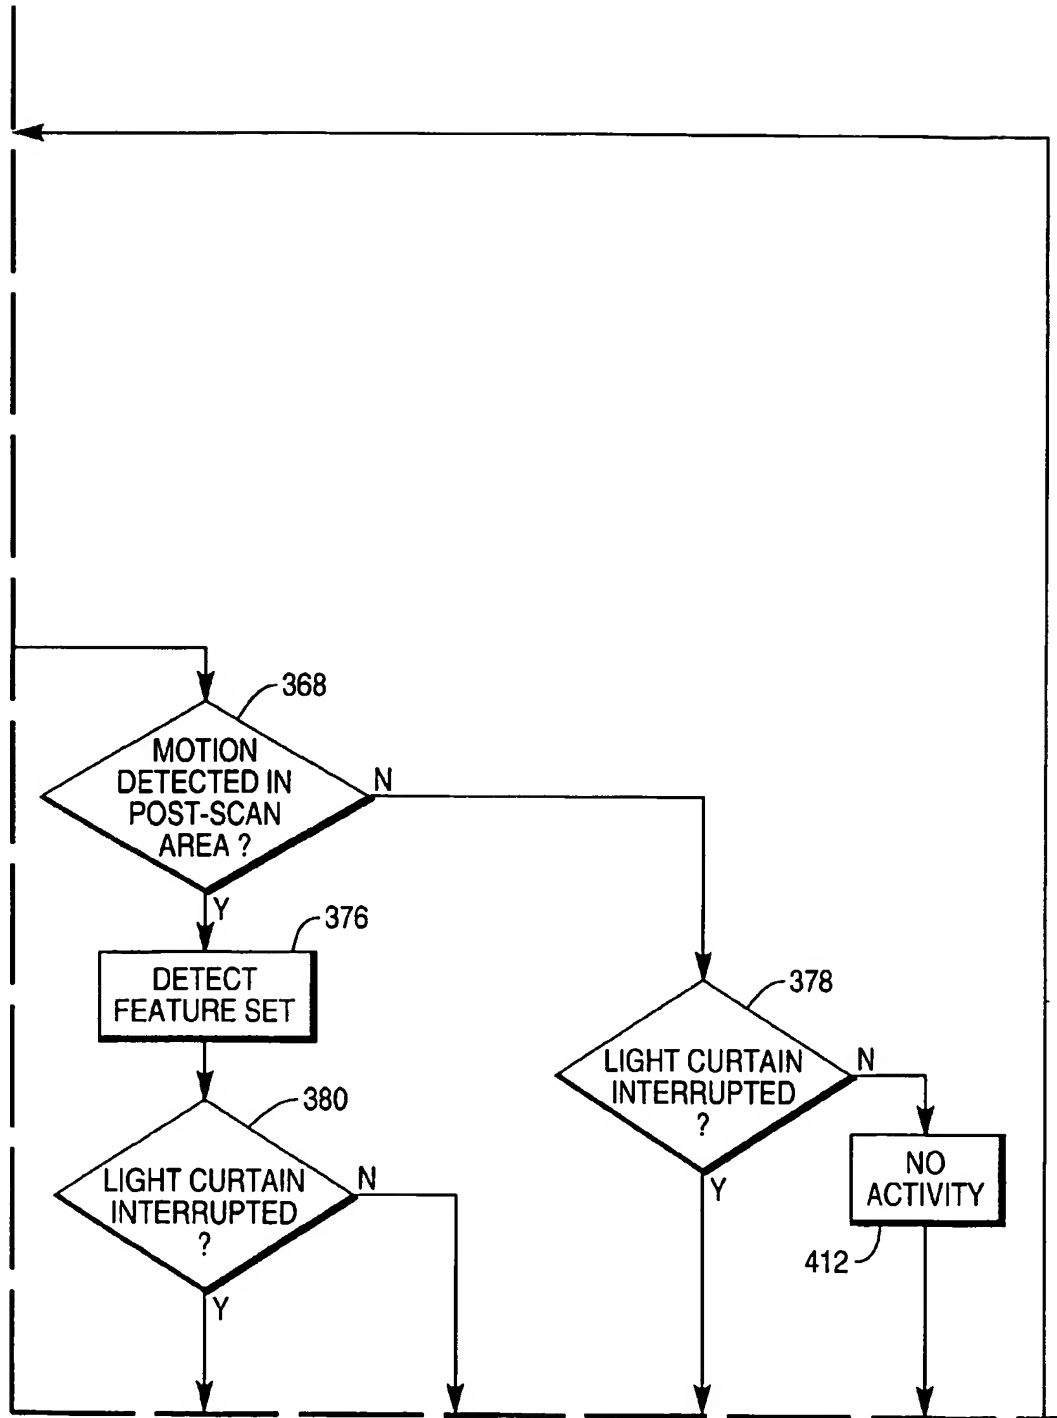 368
MOTION
DETECTED IN
POST-SCAN
AREA ?
N
Y
376
DETECT
FEATURE SET
378
LIGHT CURTAIN
INTERRUPTED
?
N
Y
380
LIGHT CURTAIN
INTERRUPTED
?
N
Y
NO
ACTIVITY
412